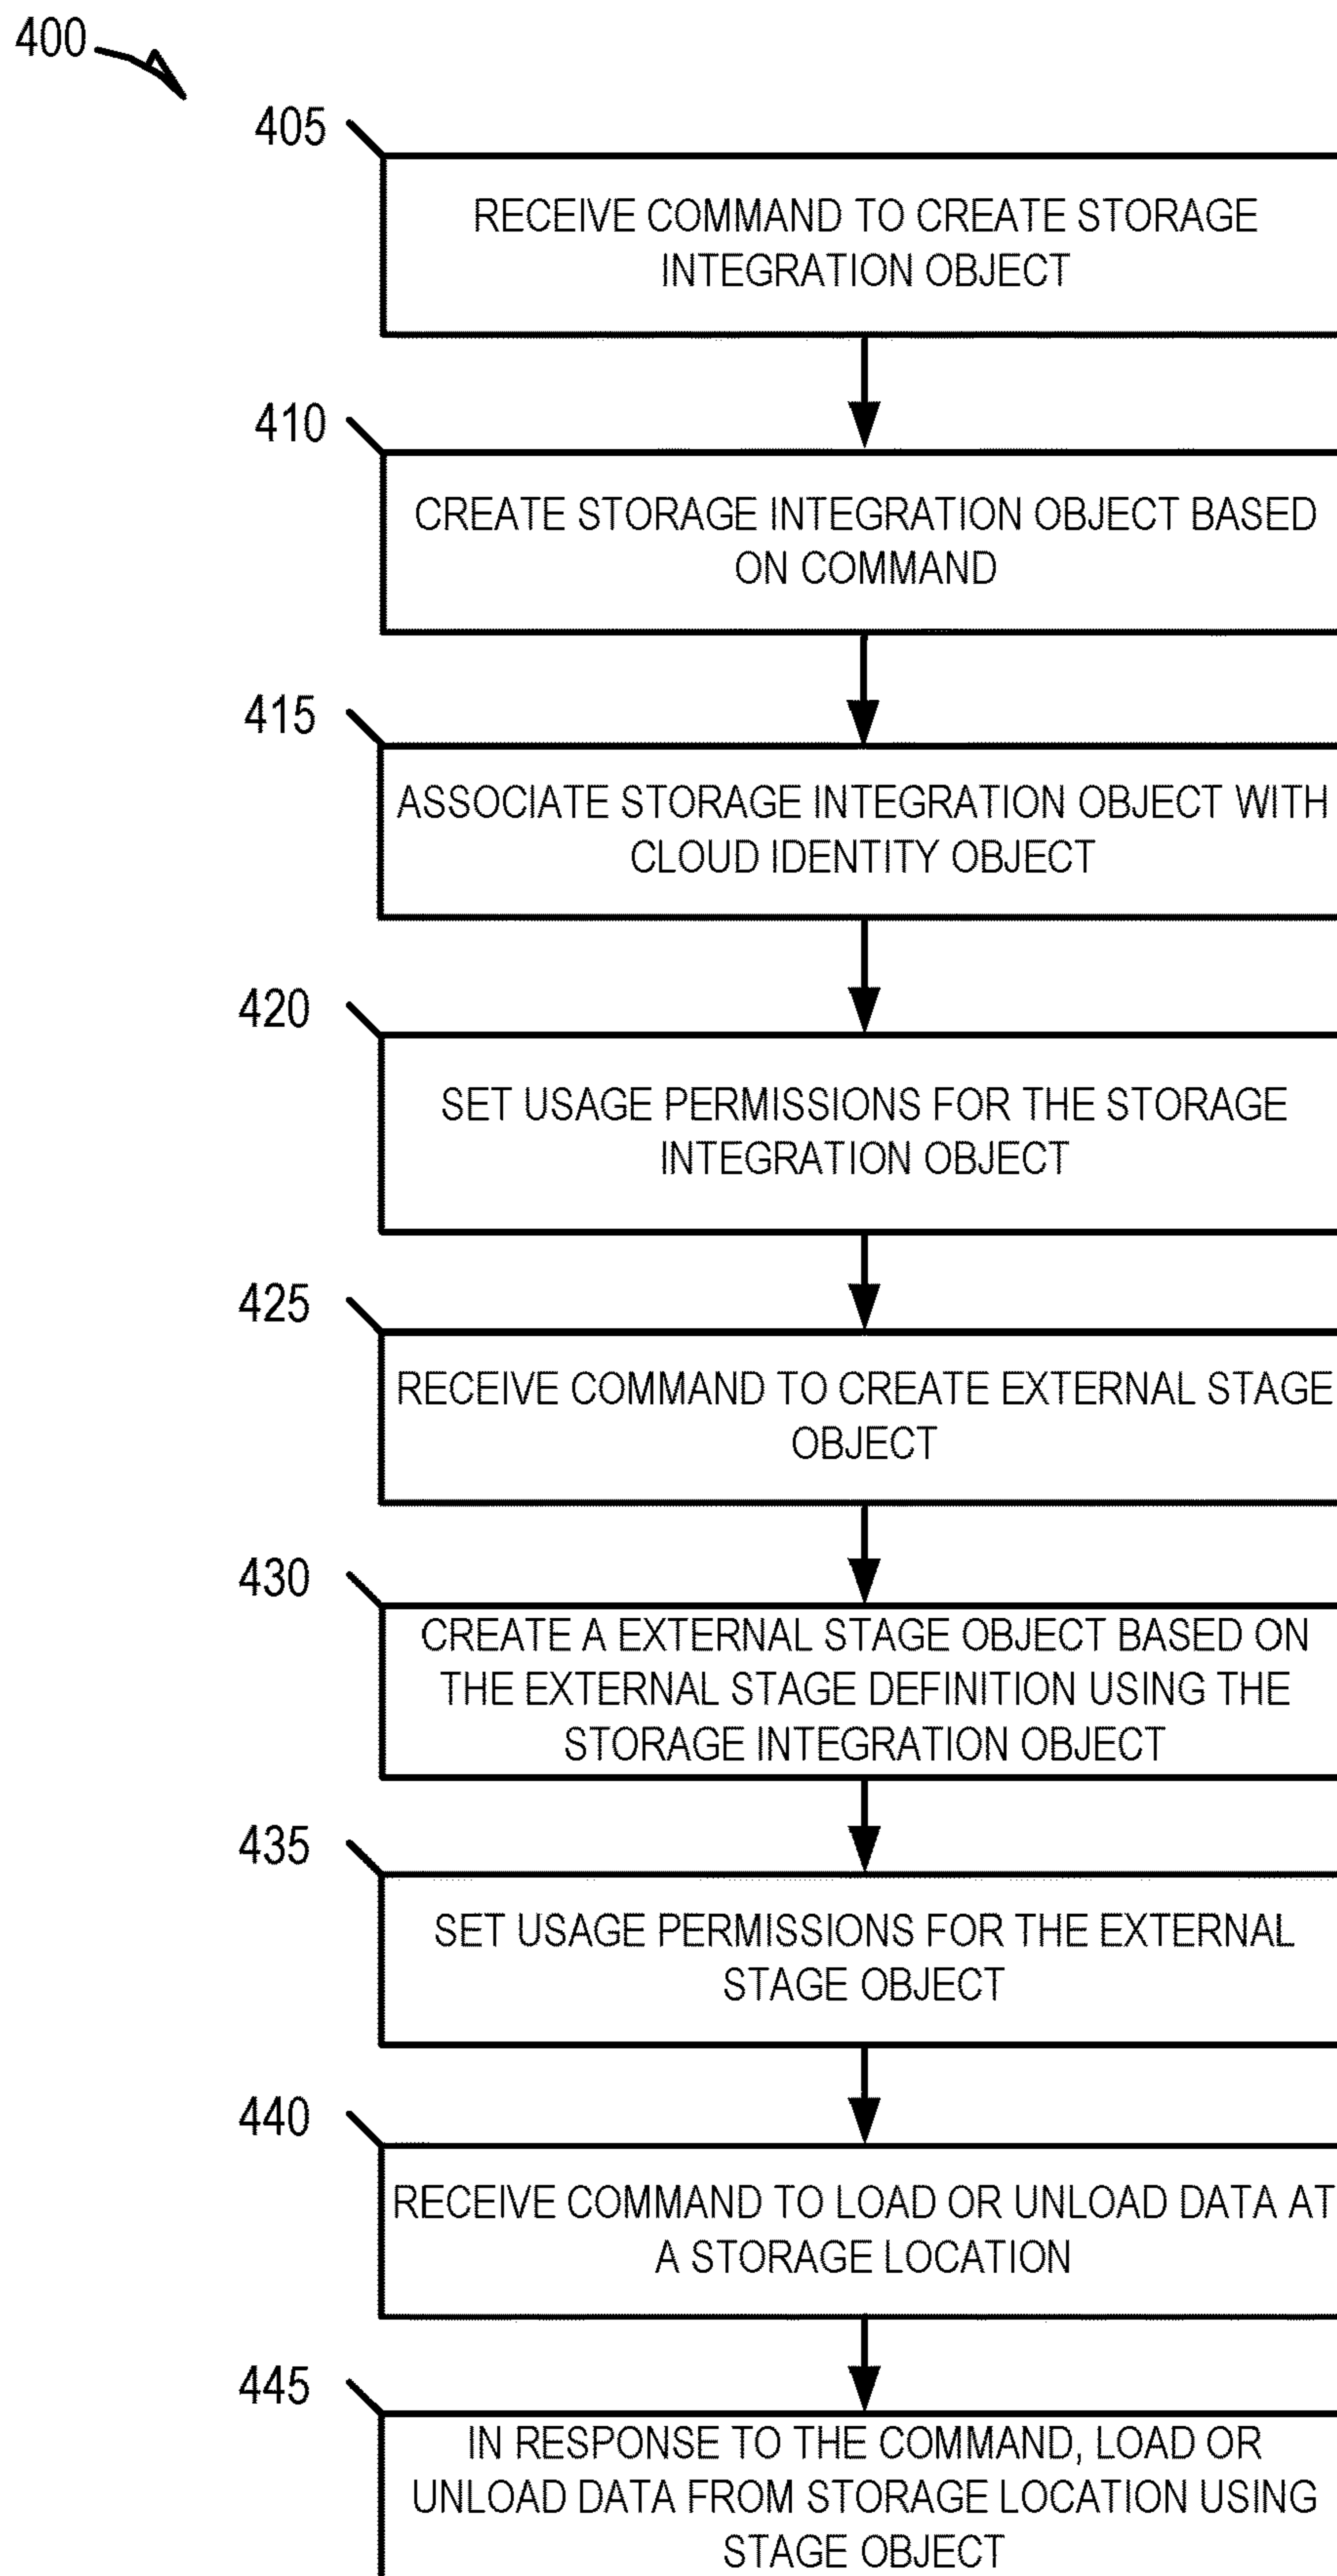 400
405
RECEIVE COMMAND TO CREATE STORAGE
INTEGRATION OBJECT
410
CREATE STORAGE INTEGRATION OBJECT BASED
ON COMMAND
415
ASSOCIATE STORAGE INTEGRATION OBJECT WITH
CLOUD IDENTITY OBJECT
420
SET USAGE PERMISSIONS FOR THE STORAGE
INTEGRATION OBJECT
425
RECEIVE COMMAND TO CREATE EXTERNAL STAGE
OBJECT
430
CREATE A EXTERNAL STAGE OBJECT BASED ON
THE EXTERNAL STAGE DEFINITION USING THE
STORAGE INTEGRATION OBJECT
435
SET USAGE PERMISSIONS FOR THE EXTERNAL
STAGE OBJECT
440
RECEIVE COMMAND TO LOAD OR UNLOAD DATA AT
A STORAGE LOCATION
445
IN RESPONSE TO THE COMMAND, LOAD OR
UNLOAD DATA FROM STORAGE LOCATION USING
STAGE OBJECT